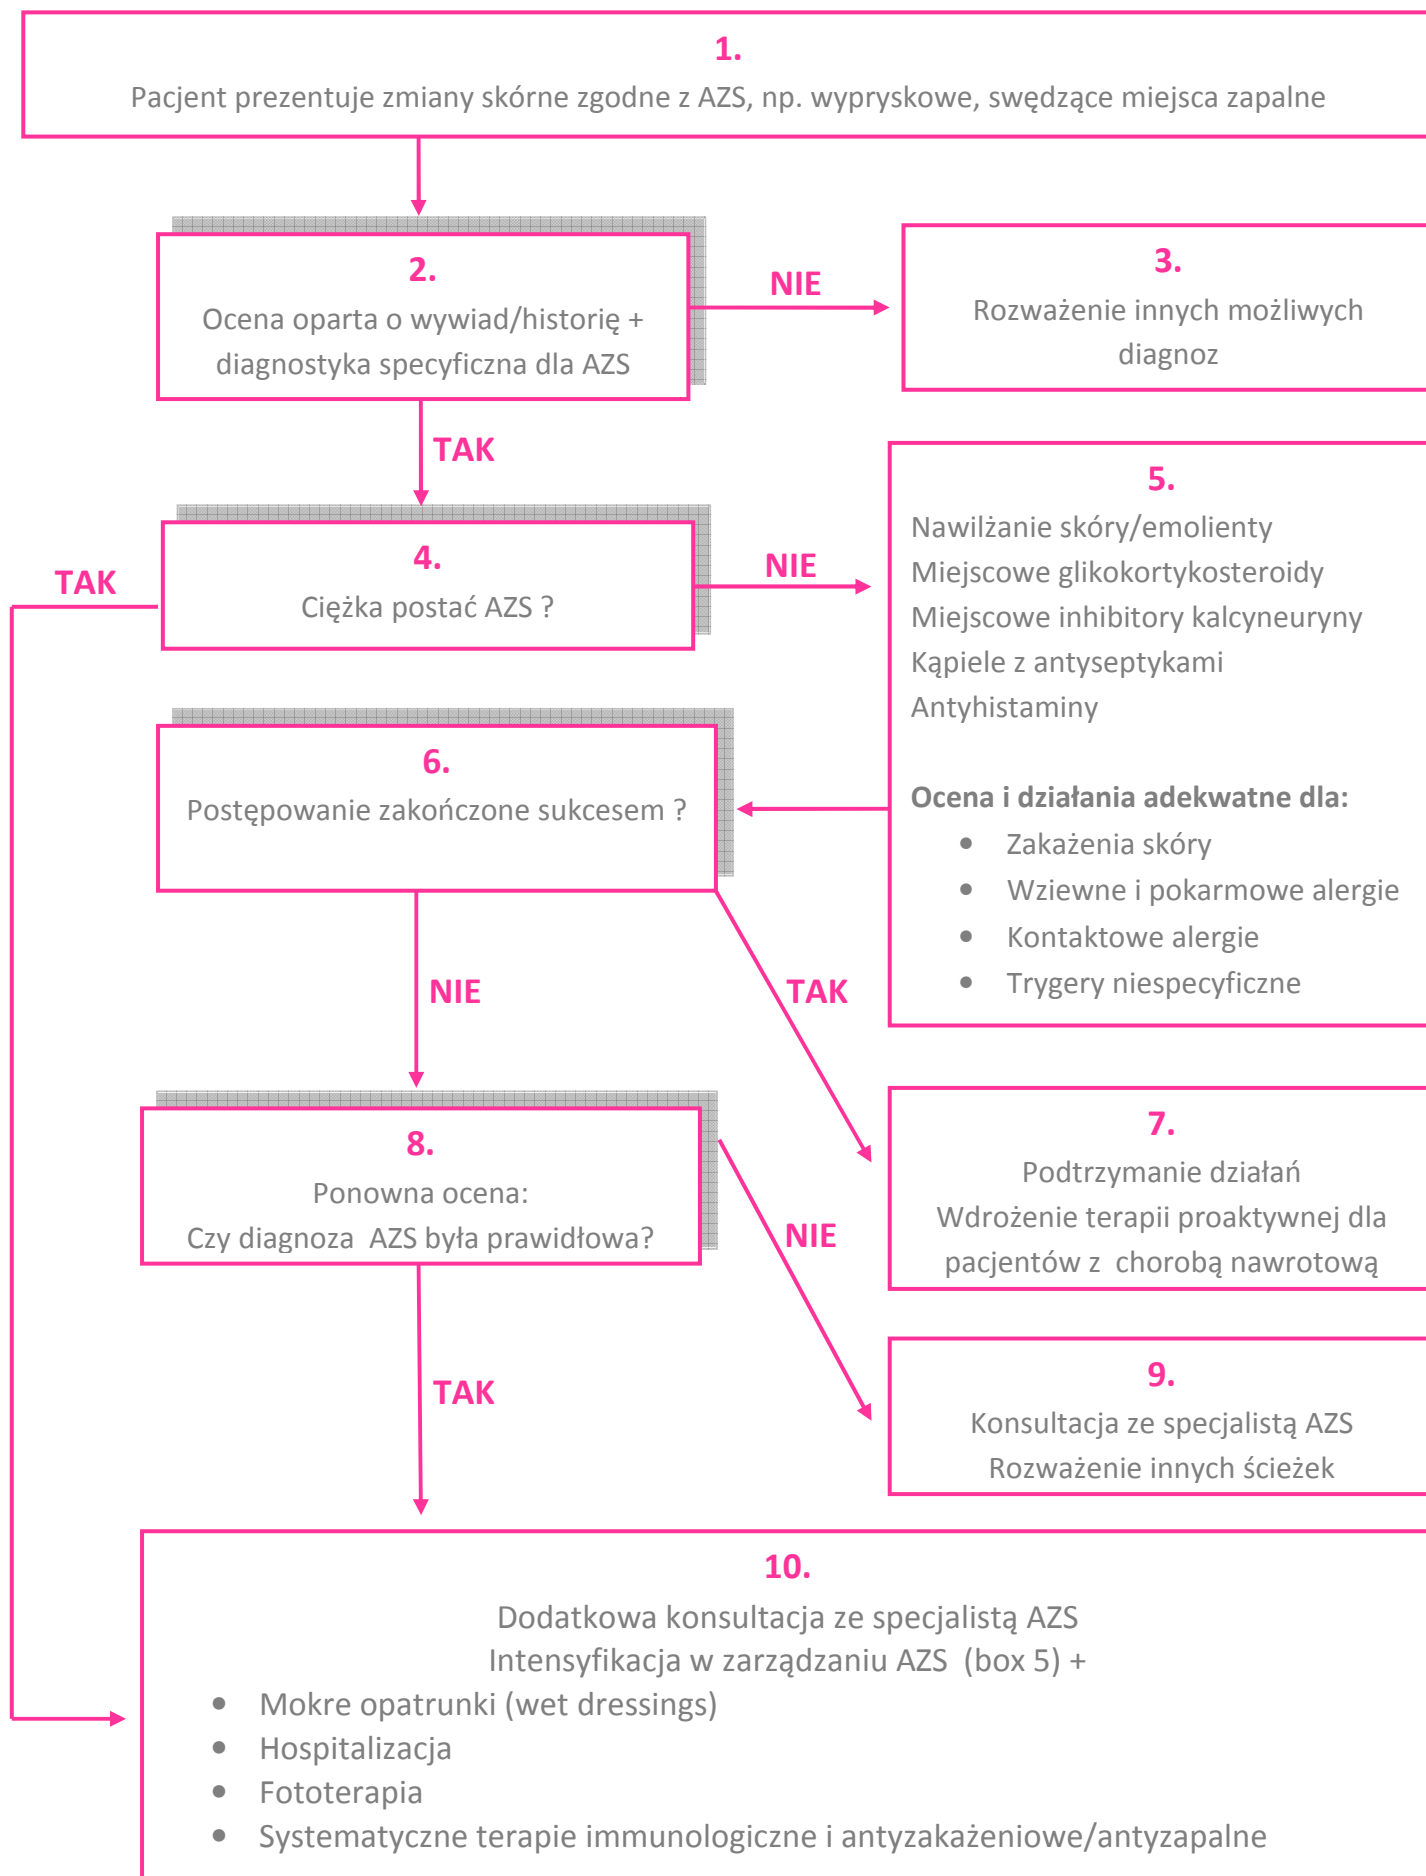 1.
Pacjent prezentuje zmiany skórne zgodne z AZS, np. wypryskowe, swędzące miejsca zapalne
2.
Ocena oparta o wywiad/historię +
diagnostyka specyficzna dla AZS
NIE
3.
Rozważenie innych możliwych
diagnoz
TAK
4.
Ciężka postać AZS ?
TAK
NIE
5.
Nawilżanie skóry/emolienty
Miejscowe glikokortykosteroidy
Miejscowe inhibitory kalcyneuryny
Kąpiele z antyseptykami
Antyhistaminy
Ocena i działania adekwatne dla:
• Zakażenia skóry
• Wziewne i pokarmowe alergie
• Kontaktowe alergie
• Trygery niespecyficzne
6.
Postępowanie zakończone sukcesem ?
NIE
TAK
7.
Podtrzymanie działań
Wdrożenie terapii proaktywnej dla
pacjentów z  chorobą nawrotową
8.
Ponowna ocena:
Czy diagnoza  AZS była prawidłowa?
NIE
TAK
9.
Konsultacja ze specjalistą AZS
Rozważenie innych ścieżek
10.
Dodatkowa konsultacja ze specjalistą AZS
Intensyfikacja w zarządzaniu AZS  (box 5) +
• Mokre opatrunki (wet dressings)
• Hospitalizacja
• Fototerapia
• Systematyczne terapie immunologiczne i antyzakażeniowe/antyzapalne